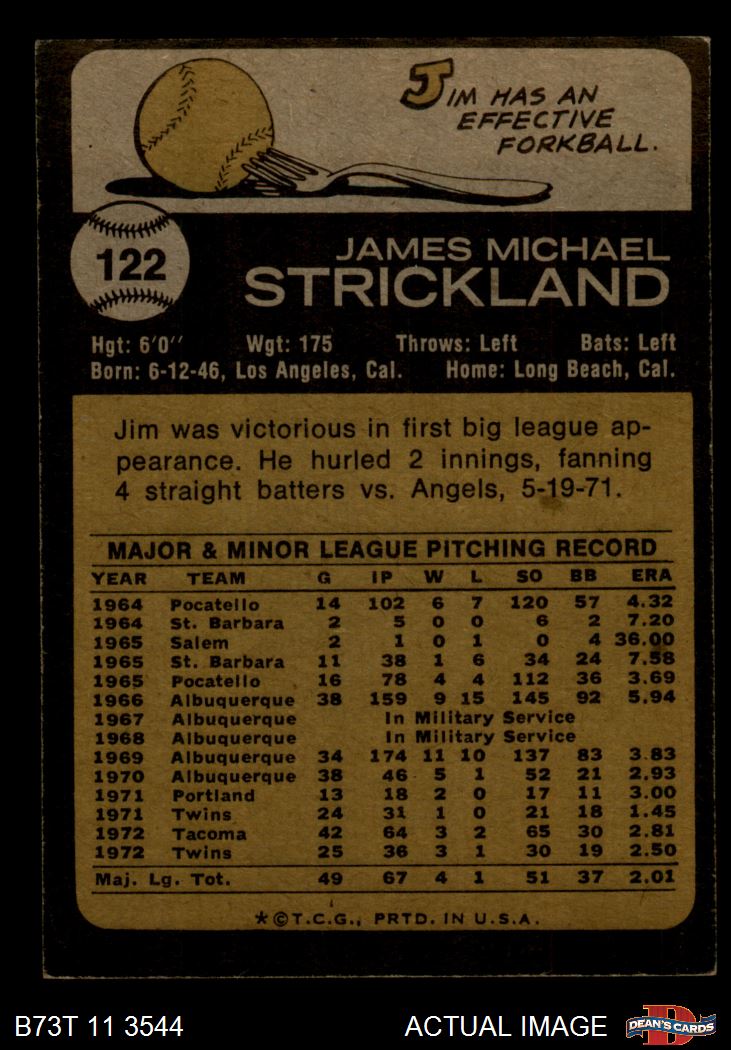 JIM HAS AN
EFFECTIVE
FORKBALL.
122
JAMES MICHAEL
STRICKLAND
Hgt: 6'0" Wgt: 175 Throws: Left Bats: Left
Born: 6-12-46, Los Angeles, Cal. Home: Long Beach, Cal.
Jim was victorious in first big league ap-
pearance. He hurled 2 innings, fanning
4 straight batters vs. Angels, 5-19-71.
MAJOR & MINOR LEAGUE PITCHING RECORD
YEAR TEAM G IP W L SO BB ERA
1964 Pocatello 14 102 6 7 120 57 4.32
1964 St. Barbara 2 5 0 0 6 2 7.20
1965 Salem 2 1 0 1 0 4 36.00
1965 St. Barbara 11 38 1 6 34 24 7.58
1965 Pocatello 16 78 4 4 112 36 3.69
1966 Albuquerque 38 159 9 15 145 92 5.94
1967 Albuquerque In Military Service
1968 Albuquerque In Military Service
1969 Albuquerque 34 174 11 10 137 83 3.83
1970 Albuquerque 38 46 5 1 52 21 2.93
1971 Portland 13 18 2 0 17 11 3.00
1971 Twins 24 31 1 0 21 18 1.45
1972 Tacoma 42 64 3 2 65 30 2.81
1972 Twins 25 36 3 1 30 19 2.50
Maj. Lg. Tot. 49 67 4 1 51 37 2.01
*©T.C.G., PRTD. IN U.S.A.
B73T 11 3544 ACTUAL IMAGE D DEAN'S CARDS